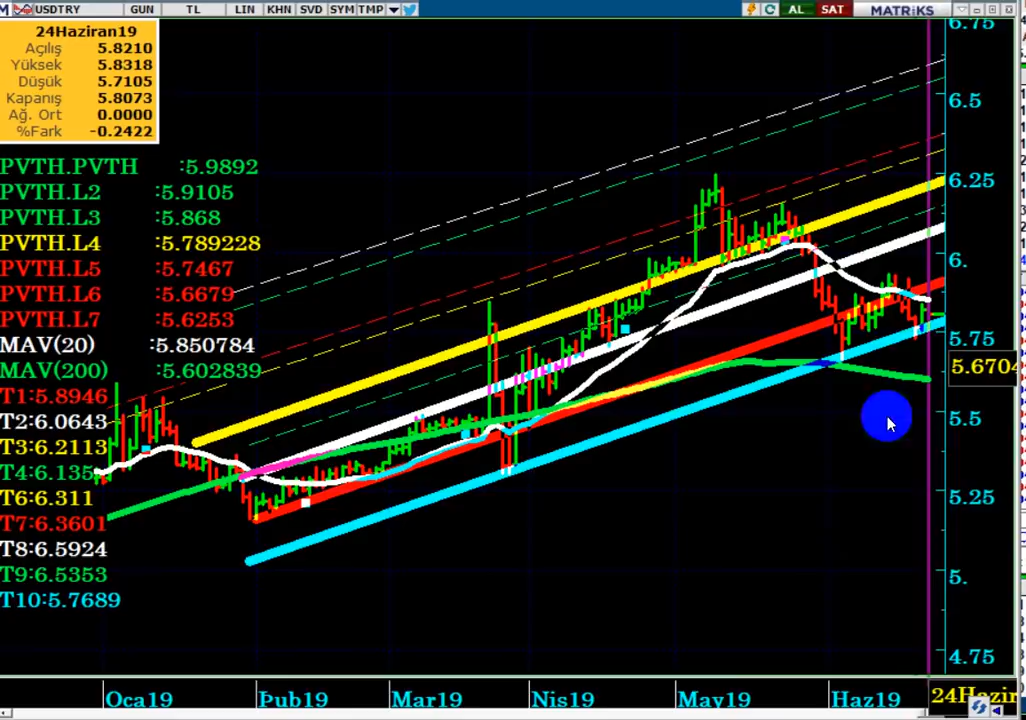 USDTRY GUN TL LIN KHN SVD SYM TMP AL SAT MATRiKS
24Haziran19
Açılış 5.8210
Yüksek 5.8318
Düşük 5.7105
Kapanış 5.8073
Ağ. Ort 0.0000
%Fark -0.2422
PVTH.PVTH :5.9892
PVTH.L2 :5.9105
PVTH.L3 :5.868
PVTH.L4 :5.789228
PVTH.L5 :5.7467
PVTH.L6 :5.6679
PVTH.L7 :5.6253
MAV(20) :5.850784
MAV(200) :5.602839
T1:5.8946
T2:6.0643
T3:6.2113
T4:6.135
T6:6.311
T7:6.3601
T8:6.5924
T9:6.5353
T10:5.7689
6.75
6.5
6.25
6.
5.75
5.6704
5.5
5.25
5.
4.75
Oca19 Þub19 Mar19 Nis19 May19 Haz19 24Hazir